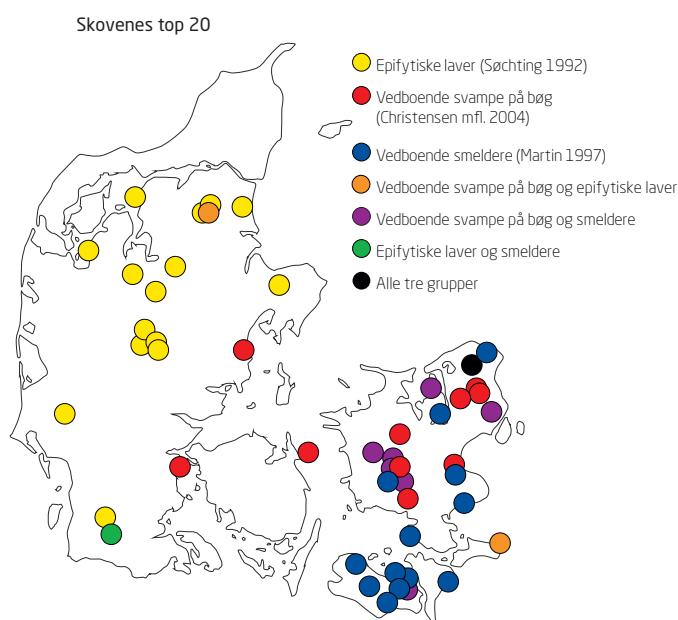 Skovenes top 20
Epifytiske laver (Søchting 1992)
Vedboende svampe på bøg
(Christensen mfl. 2004)
Vedboende smeldere (Martin 1997)
Vedboende svampe på bøg og epifytiske laver
Vedboende svampe på bøg og smeldere
Epifytiske laver og smeldere
Alle tre grupper